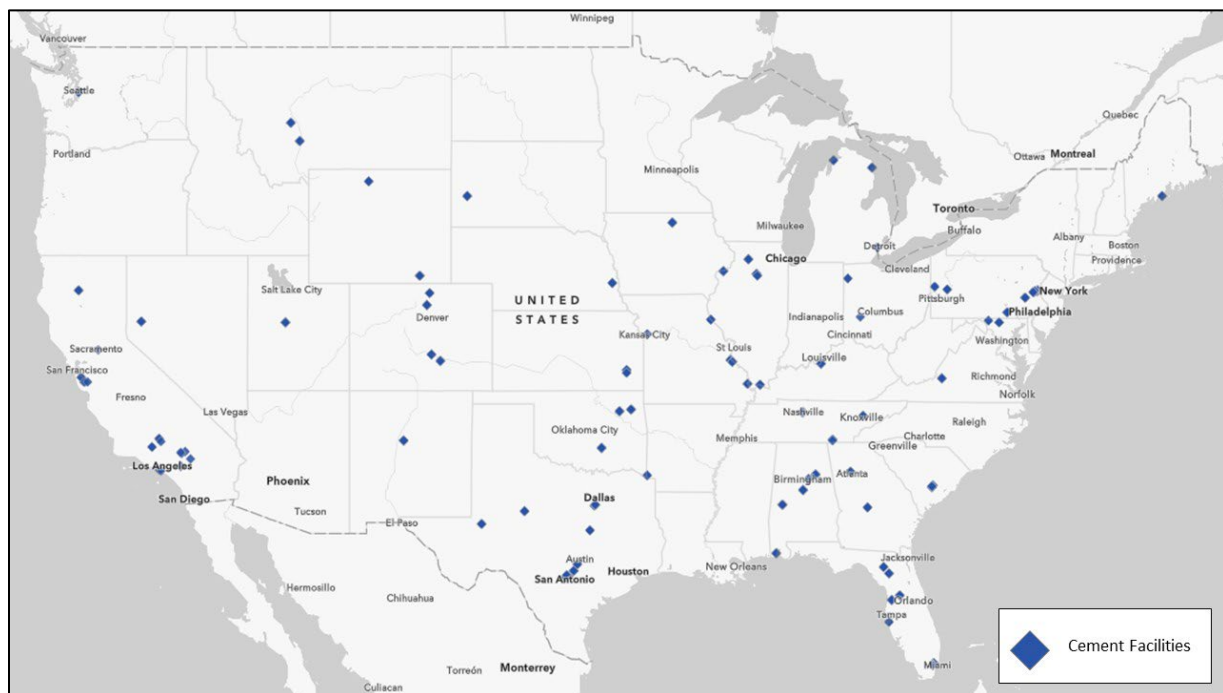 Winnipeg
Vancouver
Seattle
Quebec
Portland
Ottawa
Montreal
Minneapolis
Toronto
Milwaukee
Buffalo
Albany
Boston
Detroit
Providence
Chicago
Cleveland
Salt Lake City
New York
UNITED
STATES
Pittsburgh
Denver
Indianapolis
Columbus
Philadelphia
Kansas City
Cincinnati
Washington
Sacramento
St Louis
Louisville
San Francisco
Richmond
Fresno
Norfolk
Las Vegas
Nashville
Knoxville
Raleigh
Oklahoma City
Memphis
Charlotte
Greenville
Los Angeles
Phoenix
Birmingham
Atlanta
San Diego
Dallas
Tucson
El Paso
Austin
Jacksonville
Hermosillo
San Antonio
Houston
New Orleans
Chihuahua
Orlando
Tampa
Cement Facilities
Miami
Torreón
Monterrey
Culiacan